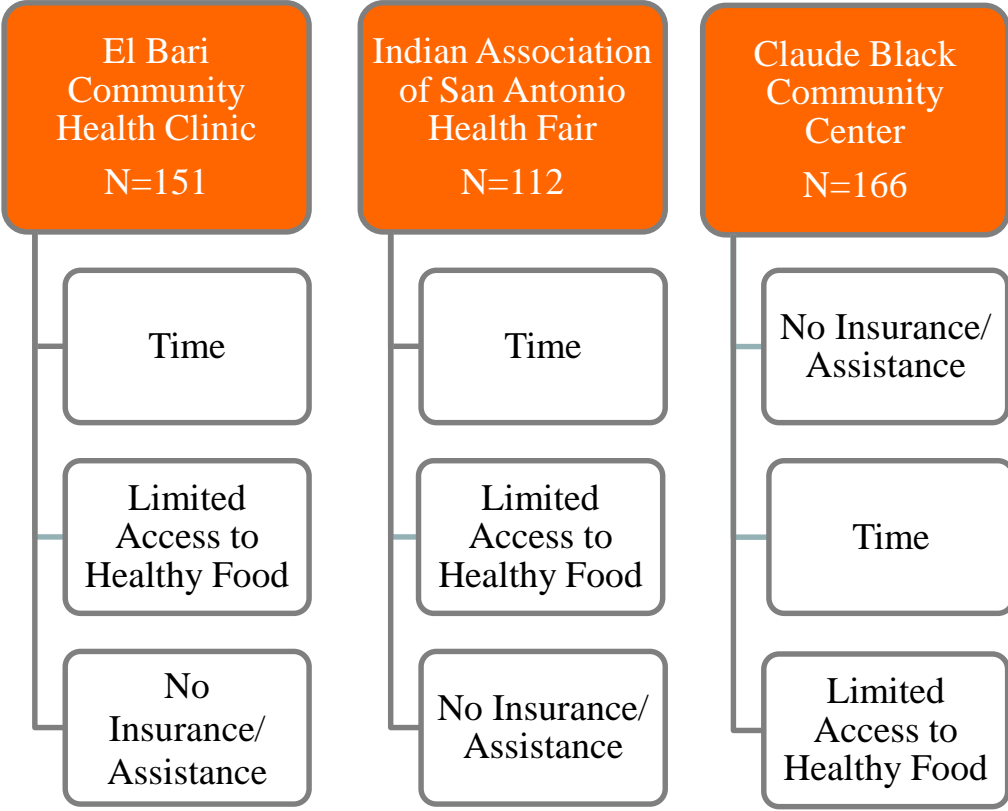 El Bari
Community
Health Clinic
N=151
Time
Limited
Access to
Healthy Food
No
Insurance/
Assistance
Indian Association
of San Antonio
Health Fair
N=112
Time
Limited
Access to
Healthy Food
No Insurance/
Assistance
Claude Black
Community
Center
N=166
No Insurance/
Assistance
Time
Limited
Access to
Healthy Food